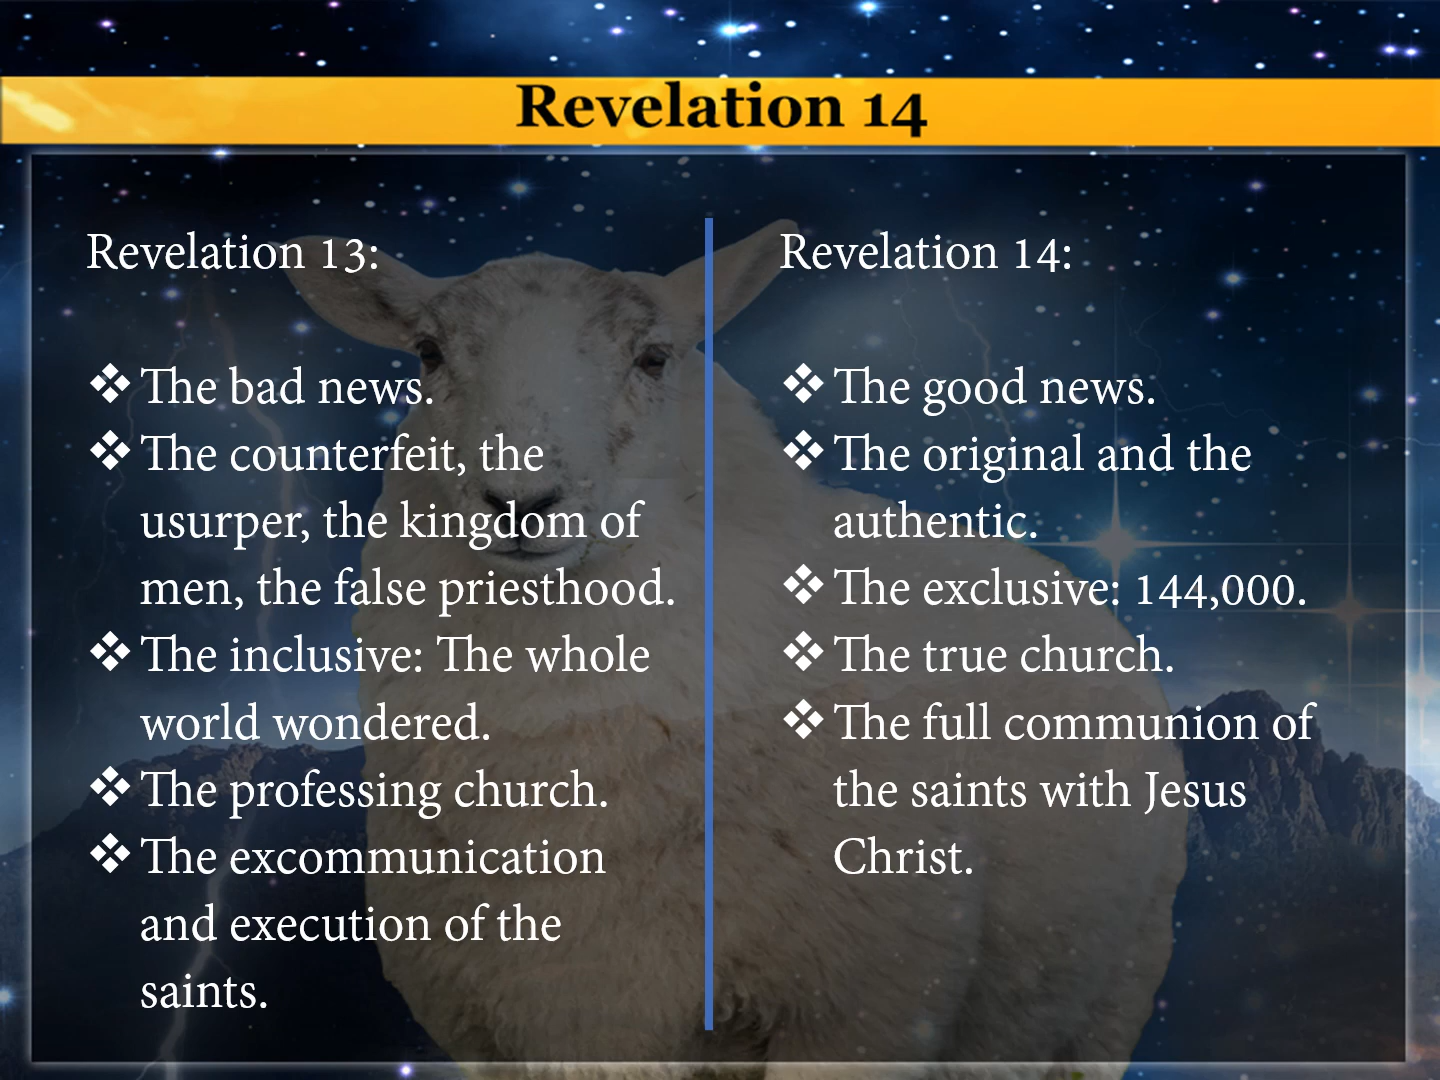 Revelation 14
Revelation 13:
❖ The bad news.
❖ The counterfeit, the
usurper, the kingdom of
men, the false priesthood.
❖ The inclusive: The whole
world wondered.
❖ The professing church.
❖ The excommunication
and execution of the
saints.
Revelation 14:
❖ The good news.
❖ The original and the
authentic.
❖ The exclusive: 144,000.
❖ The true church.
❖ The full communion of
the saints with Jesus
Christ.